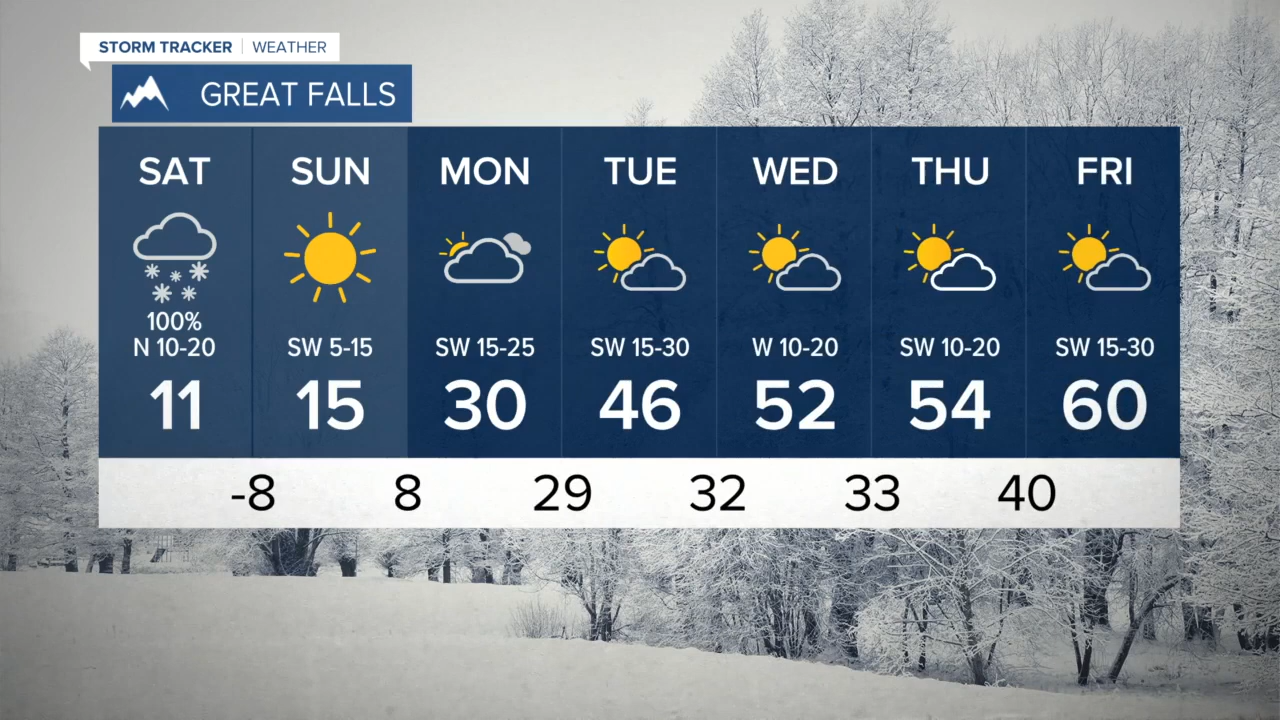 STORM TRACKER | WEATHER
GREAT FALLS
SAT SUN MON TUE WED THU FRI
100%
N 10-20 SW 5-15 SW 15-25 SW 15-30 W 10-20 SW 10-20 SW 15-30
11 15 30 46 52 54 60
-8 8 29 32 33 40